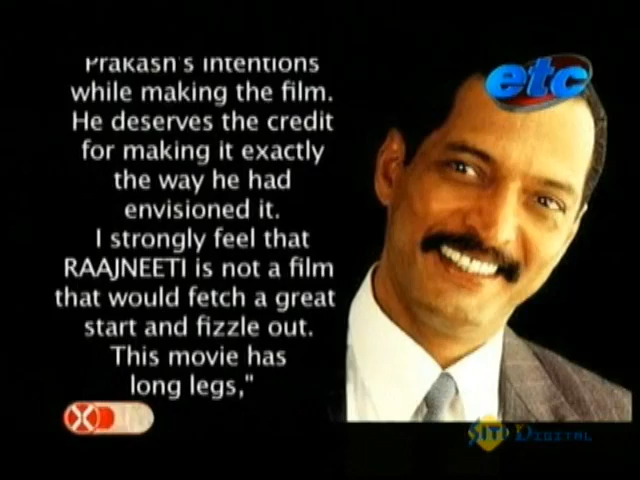 Prakash's intentions
while making the film.
He deserves the credit
for making it exactly
the way he had
envisioned it.
I strongly feel that
RAAJNEETI is not a film
that would fetch a great
start and fizzle out.
This movie has
long legs,"
etc
SITI DIGITAL